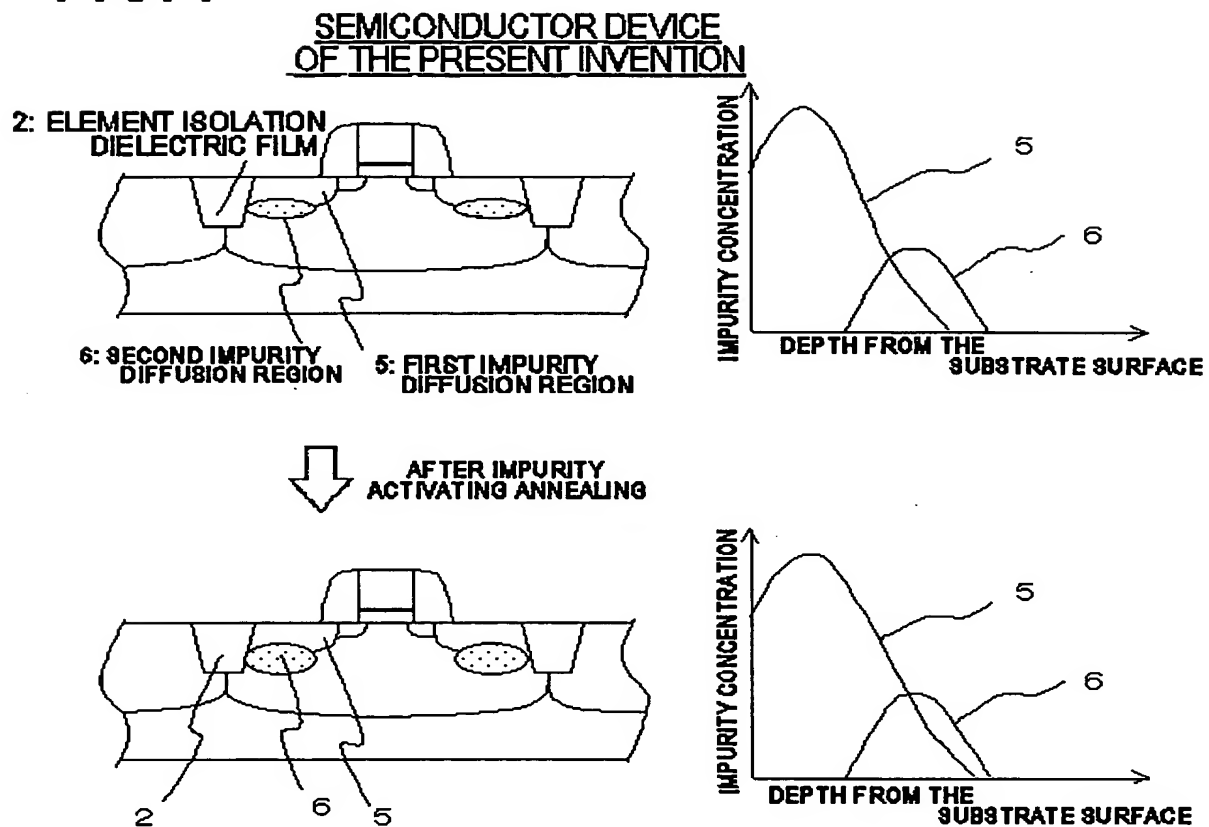 SEMICONDUCTOR DEVICE
OF THE PRESENT INVENTION
2: ELEMENT ISOLATION
DIELECTRIC FILM
6: SECOND IMPURITY
DIFFUSION REGION
5: FIRST IMPURITY
DIFFUSION REGION
IMPURITY CONCENTRATION
5
6
DEPTH FROM THE
SUBSTRATE SURFACE
AFTER IMPURITY
ACTIVATING ANNEALING
2
6
5
IMPURITY CONCENTRATION
5
6
DEPTH FROM THE
SUBSTRATE SURFACE